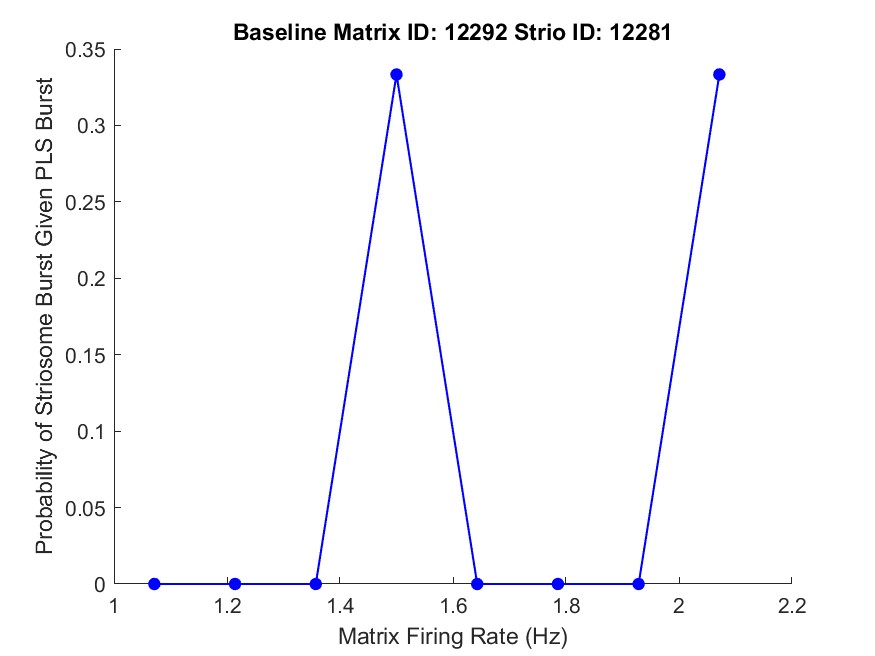 Baseline Matrix ID: 12292 Strio ID: 12281
Probability of Striosome Burst Given PLS Burst
0.35
0.3
0.25
0.2
0.15
0.1
0.05
0
1 1.2 1.4 1.6 1.8 2 2.2
Matrix Firing Rate (Hz)